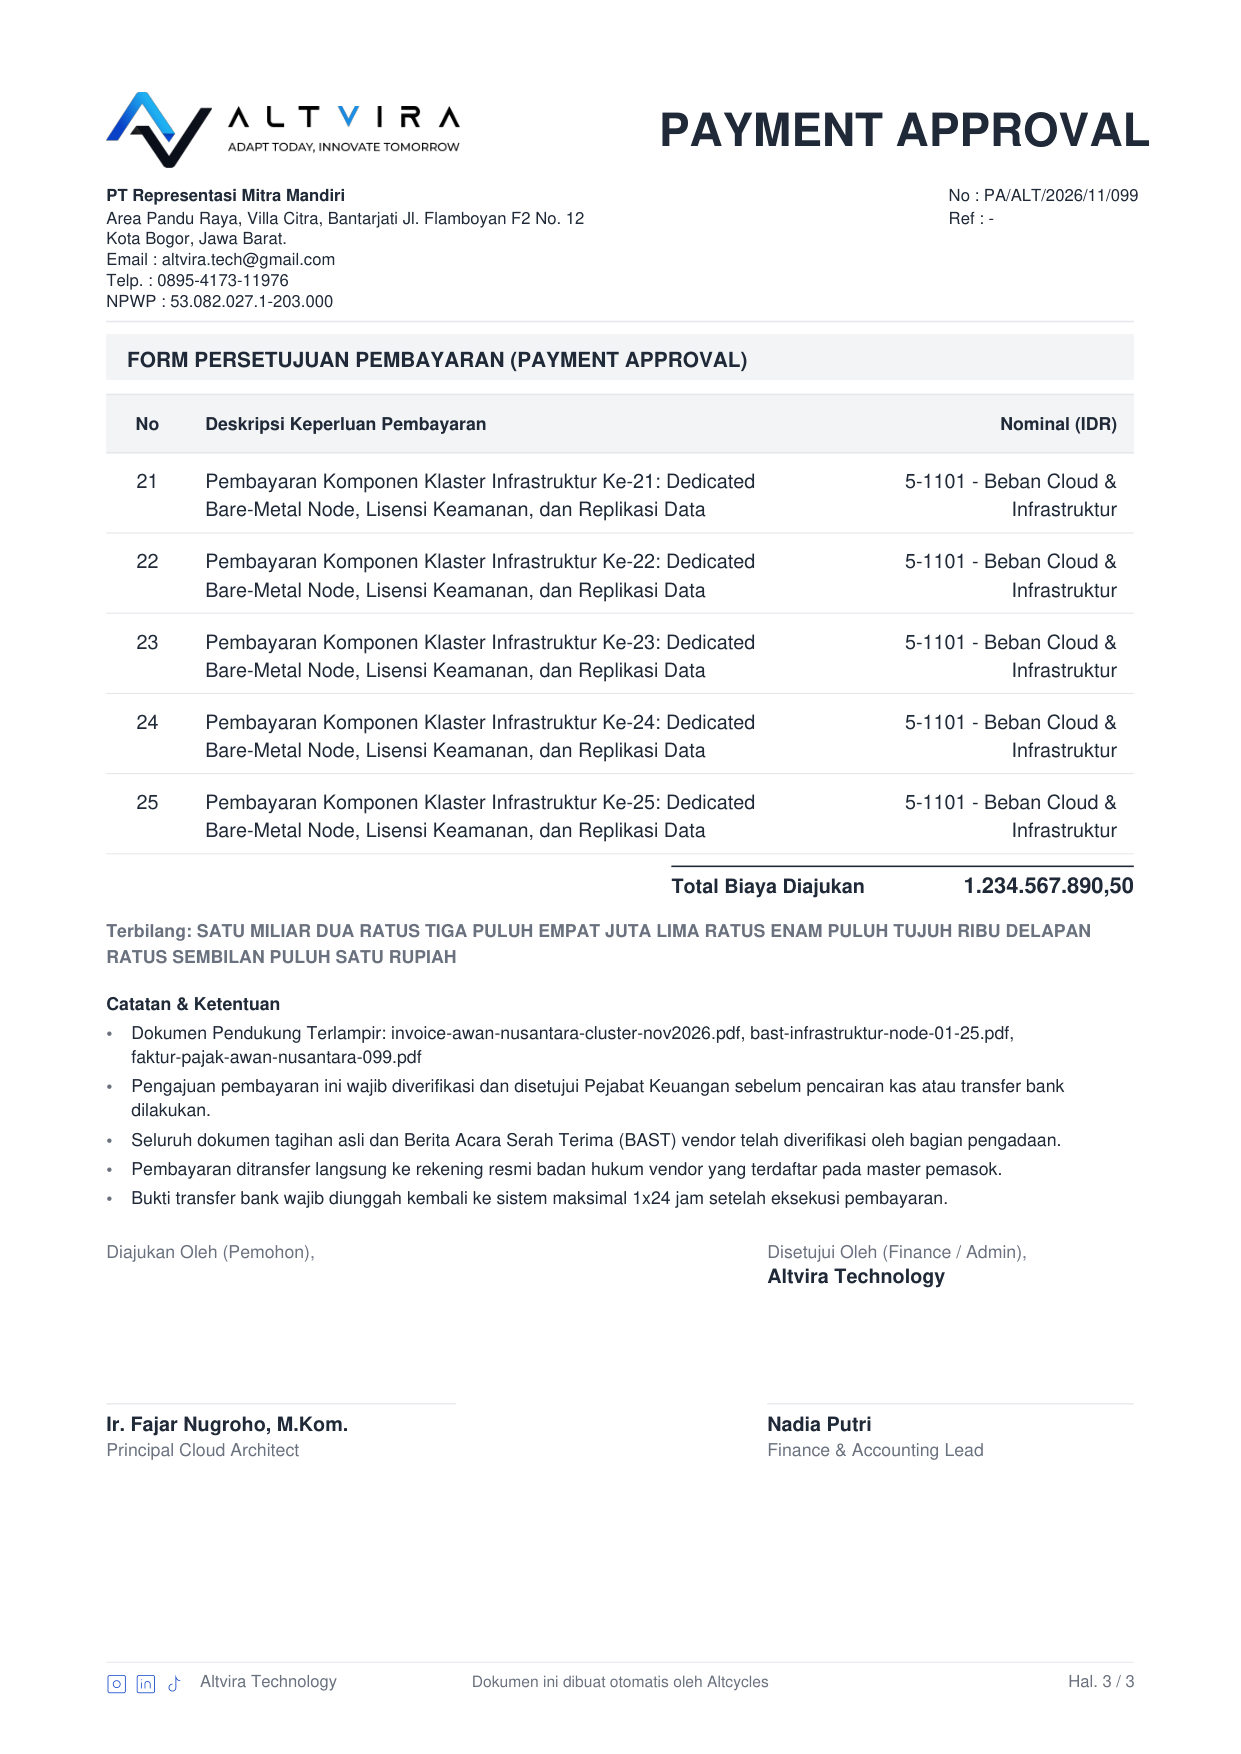 ALTVIRA
ADAPT TODAY, INNOVATE TOMORROW
PAYMENT APPROVAL
PT Representasi Mitra Mandiri
Area Pandu Raya, Villa Citra, Bantarjati Jl. Flamboyan F2 No. 12
Kota Bogor, Jawa Barat.
Email : altvira.tech@gmail.com
Telp. : 0895-4173-11976
NPWP : 53.082.027.1-203.000
No : PA/ALT/2026/11/099
Ref : -
FORM PERSETUJUAN PEMBAYARAN (PAYMENT APPROVAL)
No Deskripsi Keperluan Pembayaran Nominal (IDR)
21 Pembayaran Komponen Klaster Infrastruktur Ke-21: Dedicated 5-1101 - Beban Cloud &
Bare-Metal Node, Lisensi Keamanan, dan Replikasi Data Infrastruktur
22 Pembayaran Komponen Klaster Infrastruktur Ke-22: Dedicated 5-1101 - Beban Cloud &
Bare-Metal Node, Lisensi Keamanan, dan Replikasi Data Infrastruktur
23 Pembayaran Komponen Klaster Infrastruktur Ke-23: Dedicated 5-1101 - Beban Cloud &
Bare-Metal Node, Lisensi Keamanan, dan Replikasi Data Infrastruktur
24 Pembayaran Komponen Klaster Infrastruktur Ke-24: Dedicated 5-1101 - Beban Cloud &
Bare-Metal Node, Lisensi Keamanan, dan Replikasi Data Infrastruktur
25 Pembayaran Komponen Klaster Infrastruktur Ke-25: Dedicated 5-1101 - Beban Cloud &
Bare-Metal Node, Lisensi Keamanan, dan Replikasi Data Infrastruktur
Total Biaya Diajukan 1.234.567.890,50
Terbilang: SATU MILIAR DUA RATUS TIGA PULUH EMPAT JUTA LIMA RATUS ENAM PULUH TUJUH RIBU DELAPAN
RATUS SEMBILAN PULUH SATU RUPIAH
Catatan & Ketentuan
• Dokumen Pendukung Terlampir: invoice-awan-nusantara-cluster-nov2026.pdf, bast-infrastruktur-node-01-25.pdf,
faktur-pajak-awan-nusantara-099.pdf
• Pengajuan pembayaran ini wajib diverifikasi dan disetujui Pejabat Keuangan sebelum pencairan kas atau transfer bank
dilakukan.
• Seluruh dokumen tagihan asli dan Berita Acara Serah Terima (BAST) vendor telah diverifikasi oleh bagian pengadaan.
• Pembayaran ditransfer langsung ke rekening resmi badan hukum vendor yang terdaftar pada master pemasok.
• Bukti transfer bank wajib diunggah kembali ke sistem maksimal 1x24 jam setelah eksekusi pembayaran.
Diajukan Oleh (Pemohon),
Disetujui Oleh (Finance / Admin),
Altvira Technology
Ir. Fajar Nugroho, M.Kom.
Principal Cloud Architect
Nadia Putri
Finance & Accounting Lead
in Altvira Technology Dokumen ini dibuat otomatis oleh Altcycles Hal. 3 / 3